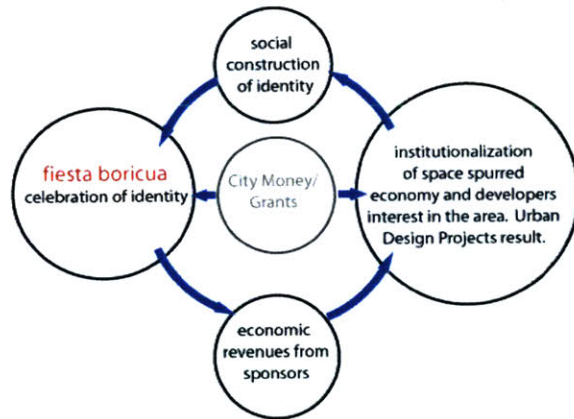 social
construction
of identity
fiesta boricua
celebration of identity
City Money/
Grants
institutionalization
of space spurred
economy and developers
interest in the area. Urban
Design Projects result.
economic
revenues from
sponsors